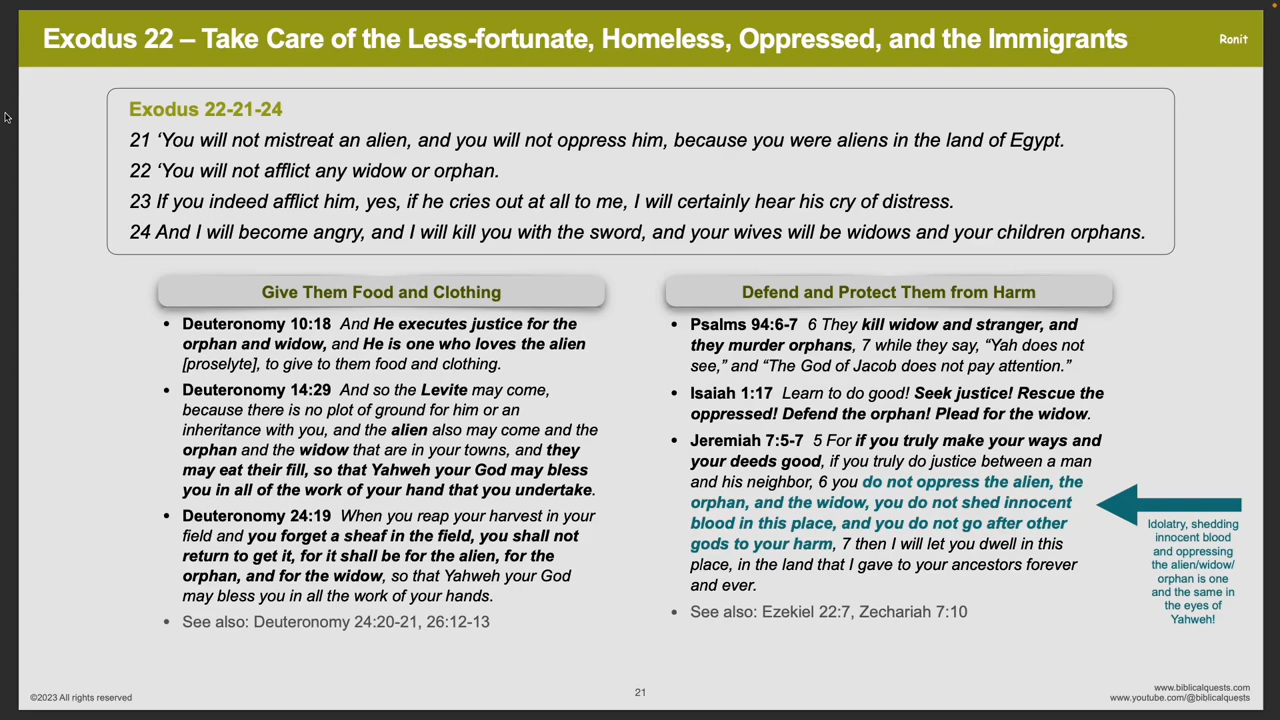 Exodus 22 – Take Care of the Less-fortunate, Homeless, Oppressed, and the Immigrants
Ronit
Exodus 22-21-24
21 ‘You will not mistreat an alien, and you will not oppress him, because you were aliens in the land of Egypt.
22 ‘You will not afflict any widow or orphan.
23 If you indeed afflict him, yes, if he cries out at all to me, I will certainly hear his cry of distress.
24 And I will become angry, and I will kill you with the sword, and your wives will be widows and your children orphans.
Give Them Food and Clothing
• Deuteronomy 10:18 And He executes justice for the
orphan and widow, and He is one who loves the alien
[proselyte], to give to them food and clothing.
• Deuteronomy 14:29 And so the Levite may come,
because there is no plot of ground for him or an
inheritance with you, and the alien also may come and the
orphan and the widow that are in your towns, and they
may eat their fill, so that Yahweh your God may bless
you in all of the work of your hand that you undertake.
• Deuteronomy 24:19 When you reap your harvest in your
field and you forget a sheaf in the field, you shall not
return to get it, for it shall be for the alien, for the
orphan, and for the widow, so that Yahweh your God
may bless you in all the work of your hands.
• See also: Deuteronomy 24:20-21, 26:12-13
Defend and Protect Them from Harm
• Psalms 94:6-7 6 They kill widow and stranger, and
they murder orphans, 7 while they say, “Yah does not
see,” and “The God of Jacob does not pay attention.”
• Isaiah 1:17 Learn to do good! Seek justice! Rescue the
oppressed! Defend the orphan! Plead for the widow.
• Jeremiah 7:5-7 5 For if you truly make your ways and
your deeds good, if you truly do justice between a man
and his neighbor, 6 you do not oppress the alien, the
orphan, and the widow, you do not shed innocent
blood in this place, and you do not go after other
gods to your harm, 7 then I will let you dwell in this
place, in the land that I gave to your ancestors forever
and ever.
• See also: Ezekiel 22:7, Zechariah 7:10
Idolatry, shedding
innocent blood
and oppressing
the alien/widow/
orphan is one
and the same in
the eyes of
Yahweh!
©2023 All rights reserved
21
www.biblicalquests.com
www.youtube.com/@biblicalquests